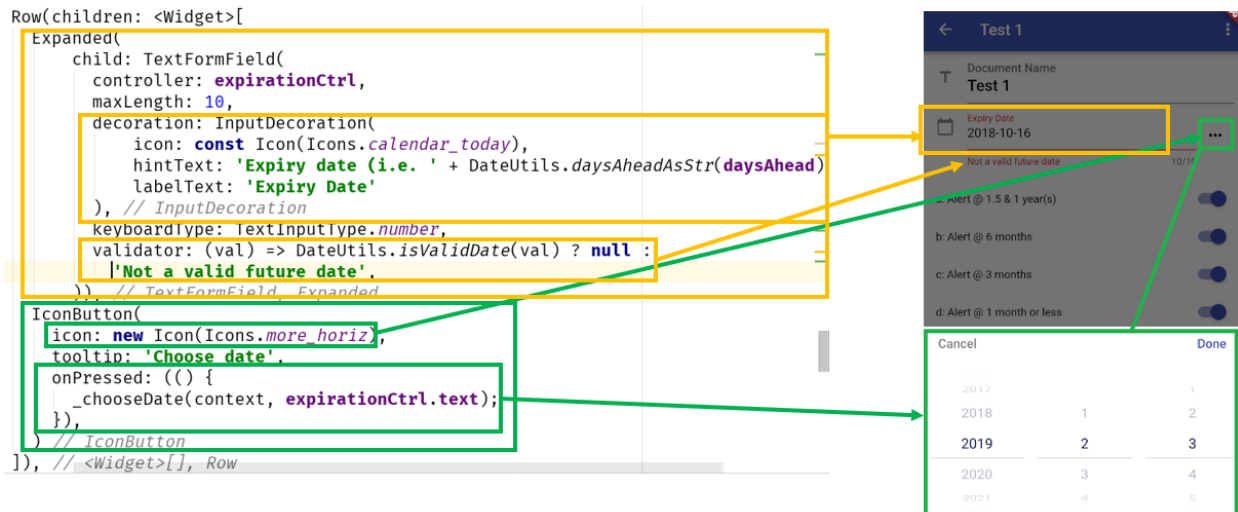 Row(children: <Widget>[
Expanded(
child: TextFormField(
controller: expirationCtrl,
maxLength: 10,
decoration: InputDecoration(
icon: const Icon(Icons.calendar_today),
hintText: 'Expiry date (i.e. ' + DateUtils.daysAheadAsStr(daysAhead)
labelText: 'Expiry Date'
), // InputDecoration
keyboardType: TextInputType.number,
validator: (val) => DateUtils.isValidDate(val) ? null :
'Not a valid future date',
)), // TextFormField, Expanded
IconButton(
icon: new Icon(Icons.more_horiz),
tooltip: 'Choose date',
onPressed: (() {
_chooseDate(context, expirationCtrl.text);
}),
) // IconButton
]), // <Widget>[], Row
Test 1
Document Name
Test 1
Expiry Date
2018-10-16
Not a valid future date
a: Alert @ 1.5 & 1 year(s)
b: Alert @ 6 months
c: Alert @ 3 months
d: Alert @ 1 month or less
Cancel Done
2017 1
2018 1 2
2019 2 3
2020 3 4
2021 4 5